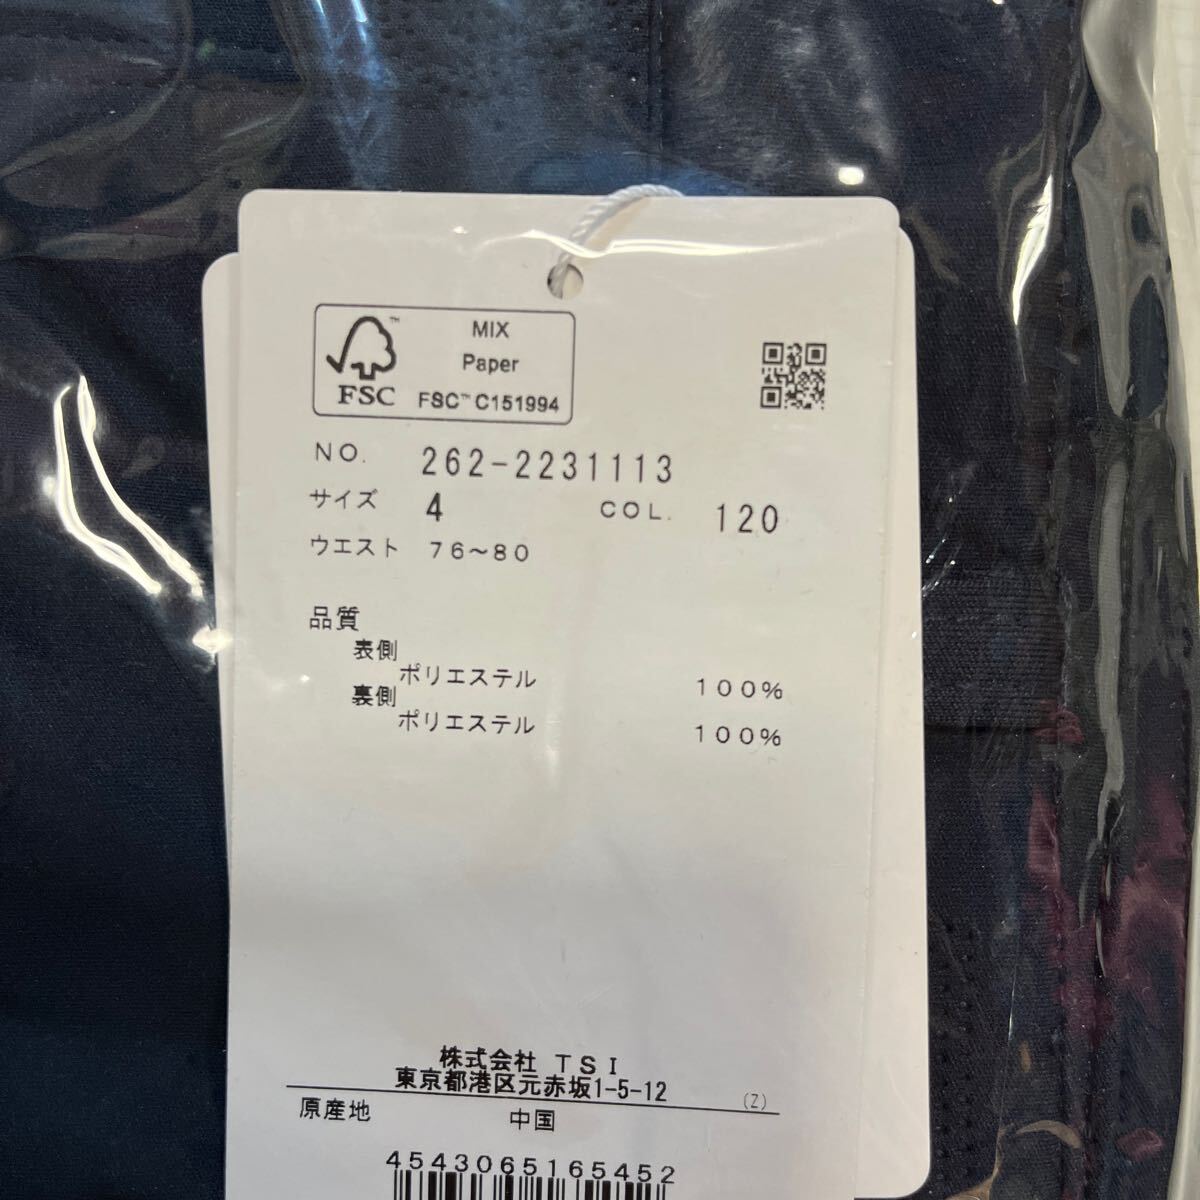 MIX
Paper
FSC™
FSC™ C151994
NO. 262-2231113
サイズ 4 COL. 120
ウエスト 76〜80
品質
表側
ポリエステル 100%
裏側
ポリエステル 100%
株式会社 TSI
東京都港区元赤坂1-5-12
(Z)
原産地 中国
4543065165452